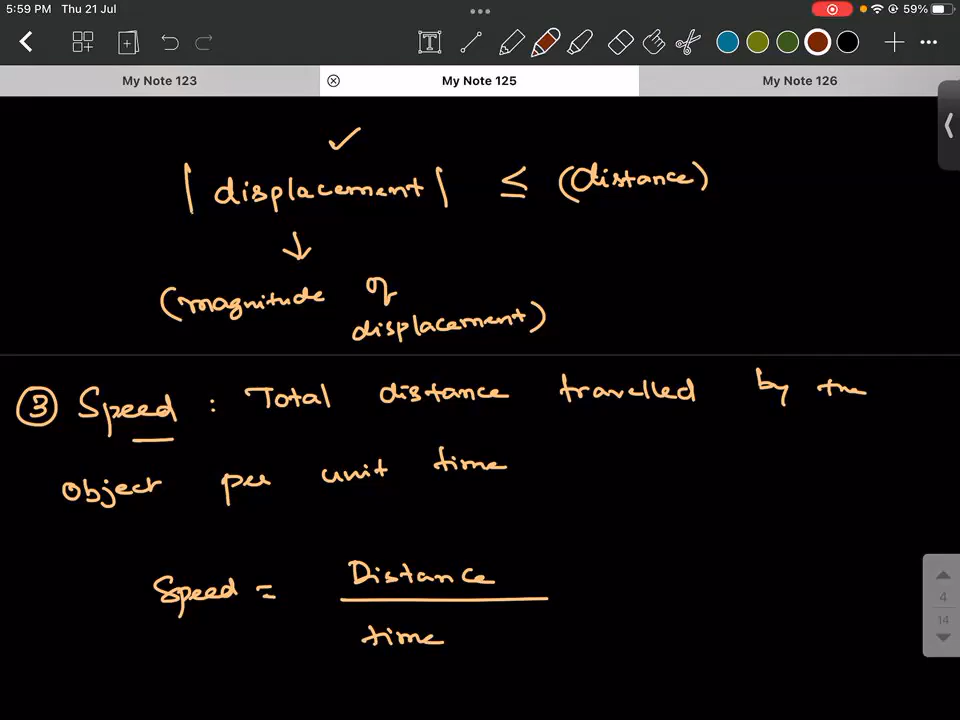 5:59 PM Thu 21 Jul
59%
My Note 123
My Note 125
My Note 126
|displacement| ≤ (distance)
(magnitude of
displacement)
③ Speed : Total distance travelled by the
object per unit time
Speed = Distance
time
4
14